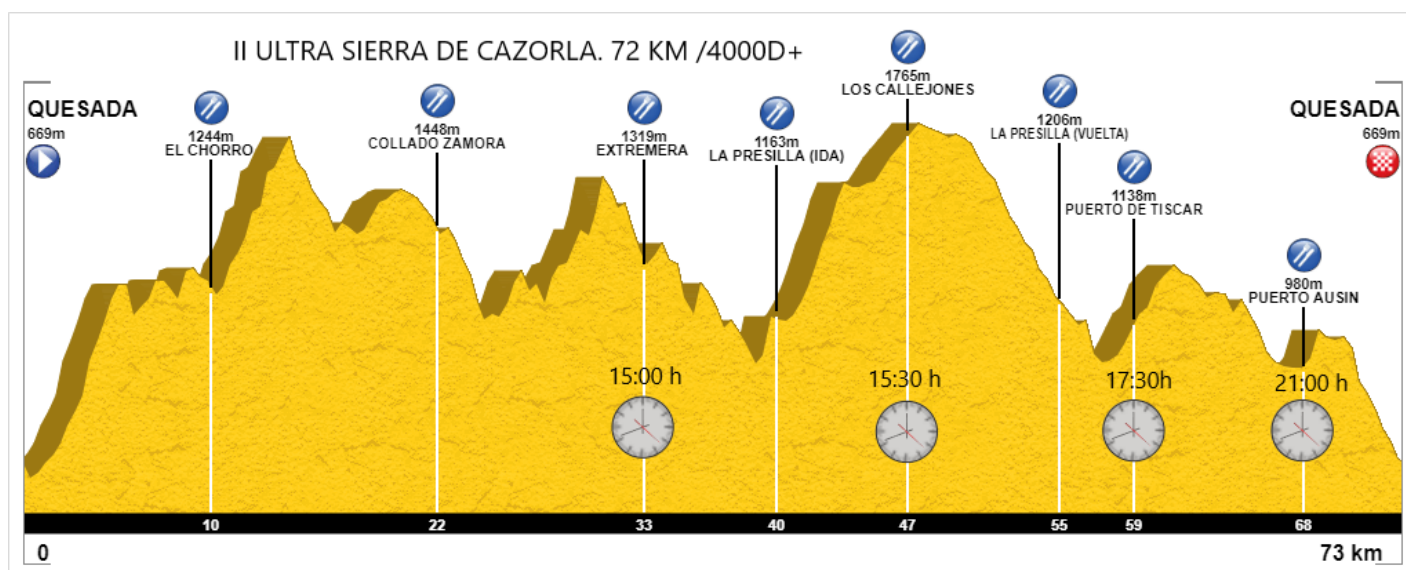 II ULTRA SIERRA DE CAZORLA. 72 KM /4000D+
QUESADA
669m
1244m
EL CHORRO
1448m
COLLADO ZAMORA
1319m
EXTREMERA
1163m
LA PRESILLA (IDA)
1765m
LOS CALLEJONES
1206m
LA PRESILLA (VUELTA)
1138m
PUERTO DE TISCAR
980m
PUERTO AUSIN
QUESADA
669m
15:00 h
15:30 h
17:30h
21:00 h
10
22
33
40
47
55
59
68
0
73 km